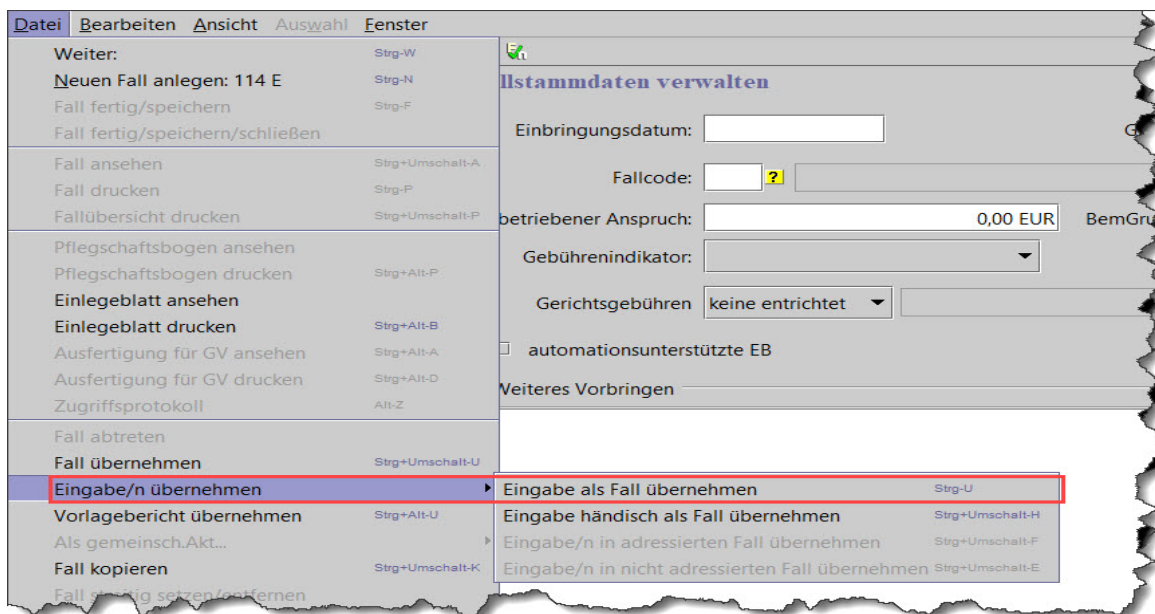 Datei Bearbeiten Ansicht Auswahl Fenster
Weiter: Strg-W
Neuen Fall anlegen: 114 E Strg-N
Fall fertig/speichern Strg-F
Fall fertig/speichern/schließen
Fall ansehen Strg+Umschalt-A
Fall drucken Strg-P
Fallübersicht drucken Strg+Umschalt-P
Pflegschaftsbogen ansehen
Pflegschaftsbogen drucken Strg+Alt-P
Einlegeblatt ansehen
Einlegeblatt drucken Strg+Alt-B
Ausfertigung für GV ansehen Strg+Alt-A
Ausfertigung für GV drucken Strg+Alt-D
Zugriffsprotokoll Alt-Z
Fall abtreten
Fall übernehmen Strg+Umschalt-U
Eingabe/n übernehmen
Vorlagebericht übernehmen Strg+Alt-U
Als gemeinsch.Akt...
Fall kopieren Strg+Umschalt-K
Fall setzen/entfernen
Eingabe als Fall übernehmen Strg-U
Eingabe händisch als Fall übernehmen Strg+Umschalt-H
Eingabe/n in adressierten Fall übernehmen Strg+Umschalt-F
Eingabe/n in nicht adressierten Fall übernehmen Strg+Umschalt-E
llstammdaten verwalten
Einbringungsdatum: G
Fallcode: ?
betriebener Anspruch: 0,00 EUR BemGru
Gebührenindikator:
Gerichtsgebühren keine entrichtet
automationsunterstützte EB
Weiteres Vorbringen